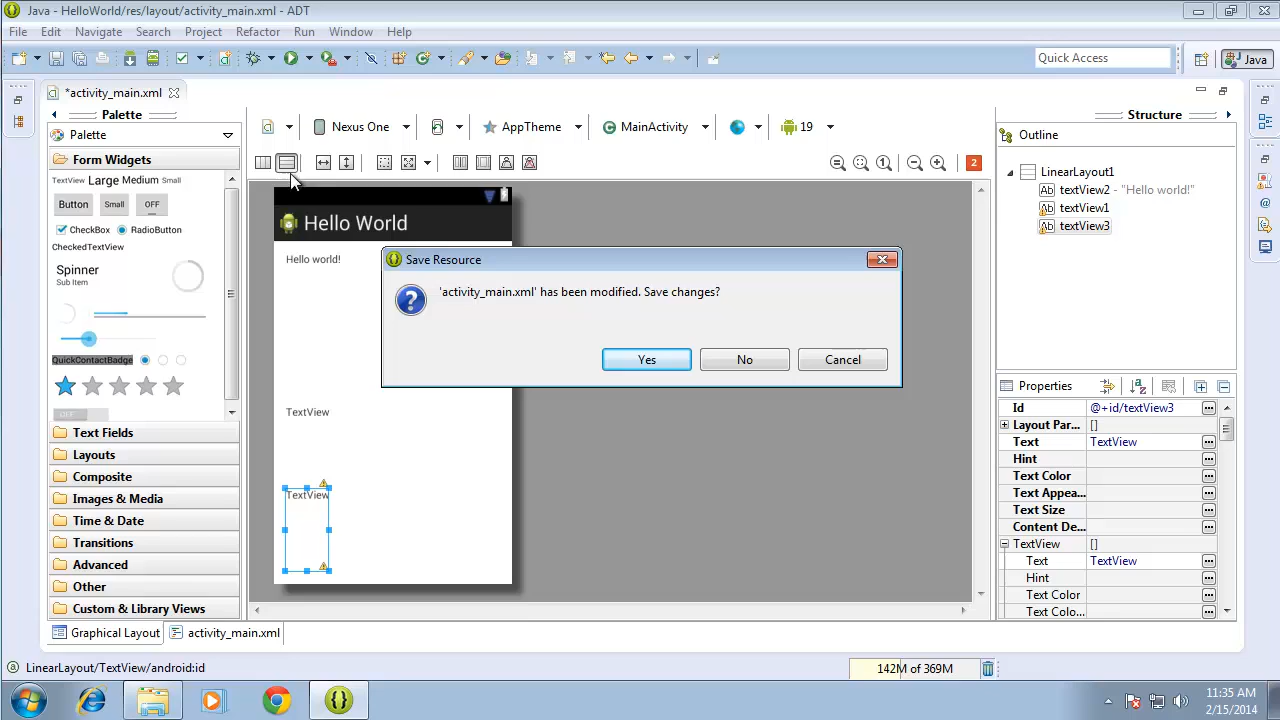 Java - HelloWorld/res/layout/activity_main.xml - ADT
File Edit Navigate Search Project Refactor Run Window Help
Quick Access
Java
*activity_main.xml
Palette
Palette
Form Widgets
TextView Large Medium Small
Button Small OFF
CheckBox RadioButton
CheckedTextView
Spinner
Sub Item
QuickContactBadge
OFF
Text Fields
Layouts
Composite
Images & Media
Time & Date
Transitions
Advanced
Other
Custom & Library Views
Graphical Layout activity_main.xml
Nexus One AppTheme MainActivity 19
2
Hello World
Hello world!
TextView
TextView
Save Resource
'activity_main.xml' has been modified. Save changes?
Yes No Cancel
Structure
Outline
LinearLayout1
textView2 - "Hello world!"
textView1
textView3
Properties
Id @+id/textView3
Layout Par... []
Text TextView
Hint
Text Color
Text Appea...
Text Size
Content De...
TextView []
Text TextView
Hint
Text Color
Text Colo...
LinearLayout/TextView/android:id
142M of 369M
11:35 AM
2/15/2014